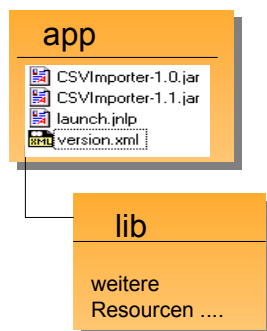 app
CSVImporter-1.0.jar
CSVImporter-1.1.jar
launch.jnlp
XML version.xml
lib
weitere
Resourcen ....